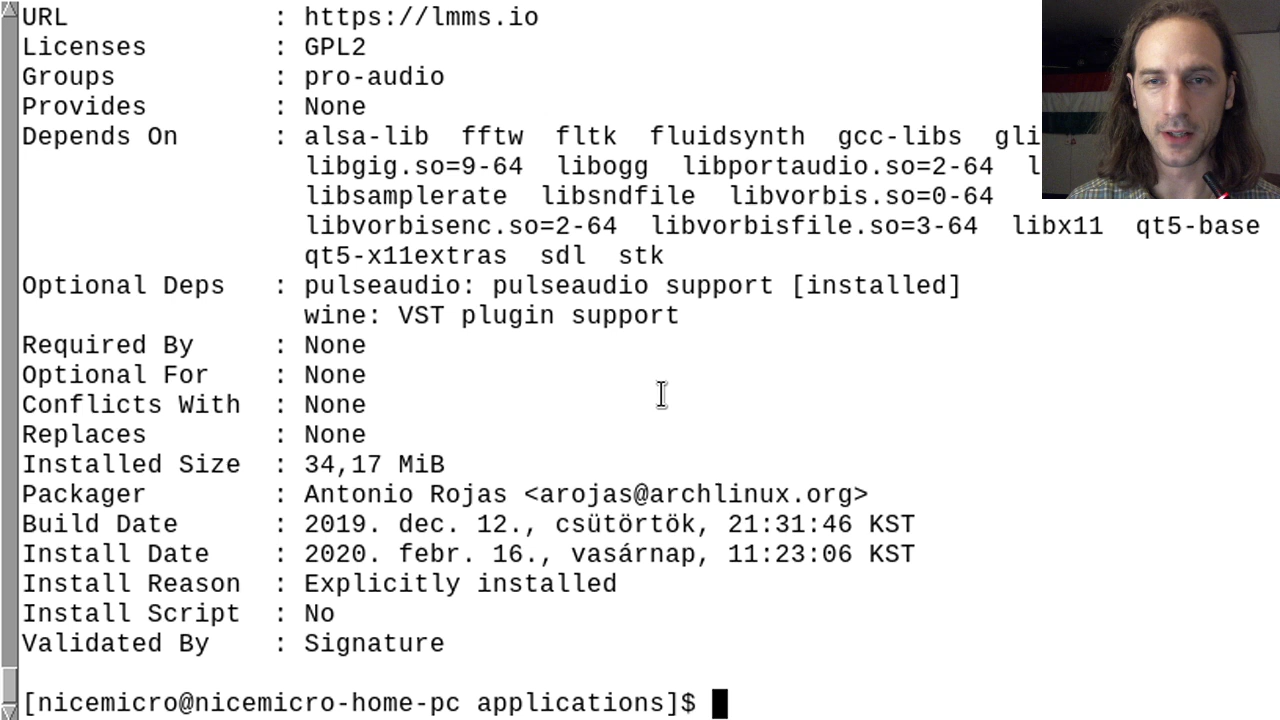 URL : https://lmms.io
Licenses : GPL2
Groups : pro-audio
Provides : None
Depends On : alsa-lib fftw fltk fluidsynth gcc-libs gli
libgig.so=9-64 libogg libportaudio.so=2-64 l
libsamplerate libsndfile libvorbis.so=0-64
libvorbisenc.so=2-64 libvorbisfile.so=3-64 libx11 qt5-base
qt5-x11extras sdl stk
Optional Deps : pulseaudio: pulseaudio support [installed]
wine: VST plugin support
Required By : None
Optional For : None
Conflicts With : None
Replaces : None
Installed Size : 34,17 MiB
Packager : Antonio Rojas <arojas@archlinux.org>
Build Date : 2019. dec. 12., csütörtök, 21:31:46 KST
Install Date : 2020. febr. 16., vasárnap, 11:23:06 KST
Install Reason : Explicitly installed
Install Script : No
Validated By : Signature
[nicemicro@nicemicro-home-pc applications]$